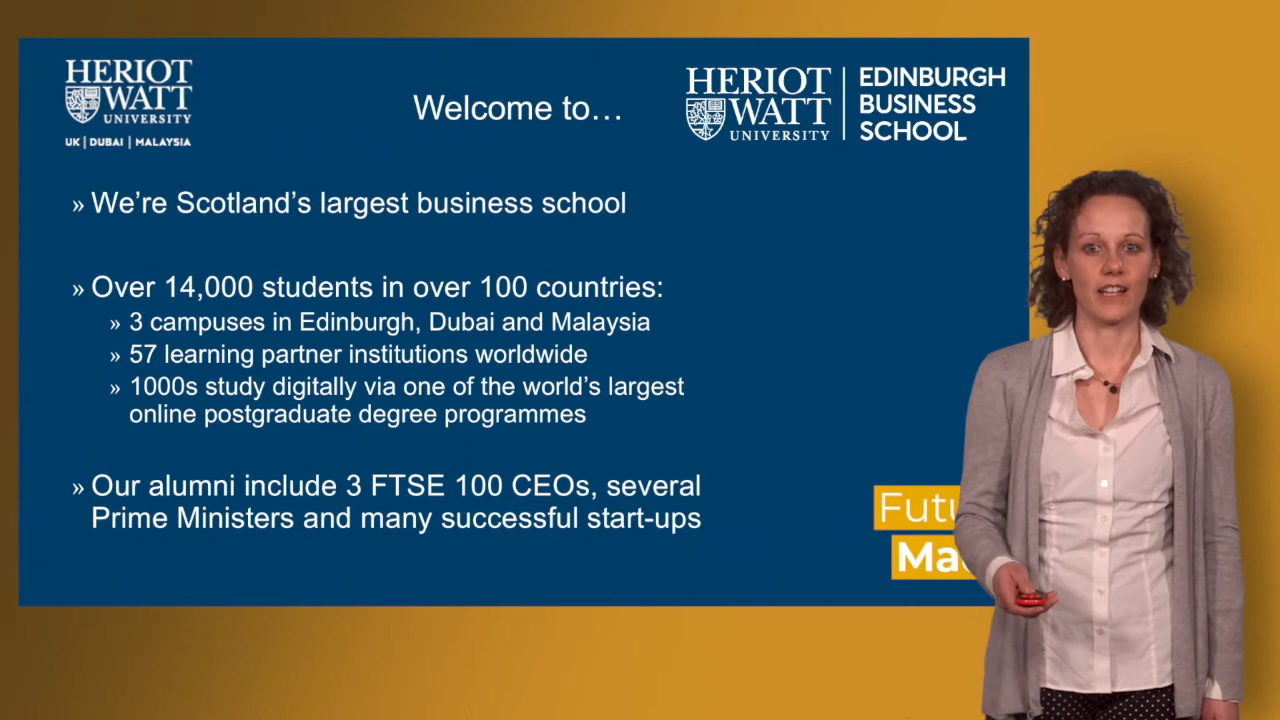 HERIOT
WATT
UNIVERSITY
UK | DUBAI | MALAYSIA
Welcome to…
HERIOT
WATT
UNIVERSITY
EDINBURGH
BUSINESS
SCHOOL
» We’re Scotland’s largest business school
» Over 14,000 students in over 100 countries:
» 3 campuses in Edinburgh, Dubai and Malaysia
» 57 learning partner institutions worldwide
» 1000s study digitally via one of the world’s largest
online postgraduate degree programmes
» Our alumni include 3 FTSE 100 CEOs, several
Prime Ministers and many successful start-ups